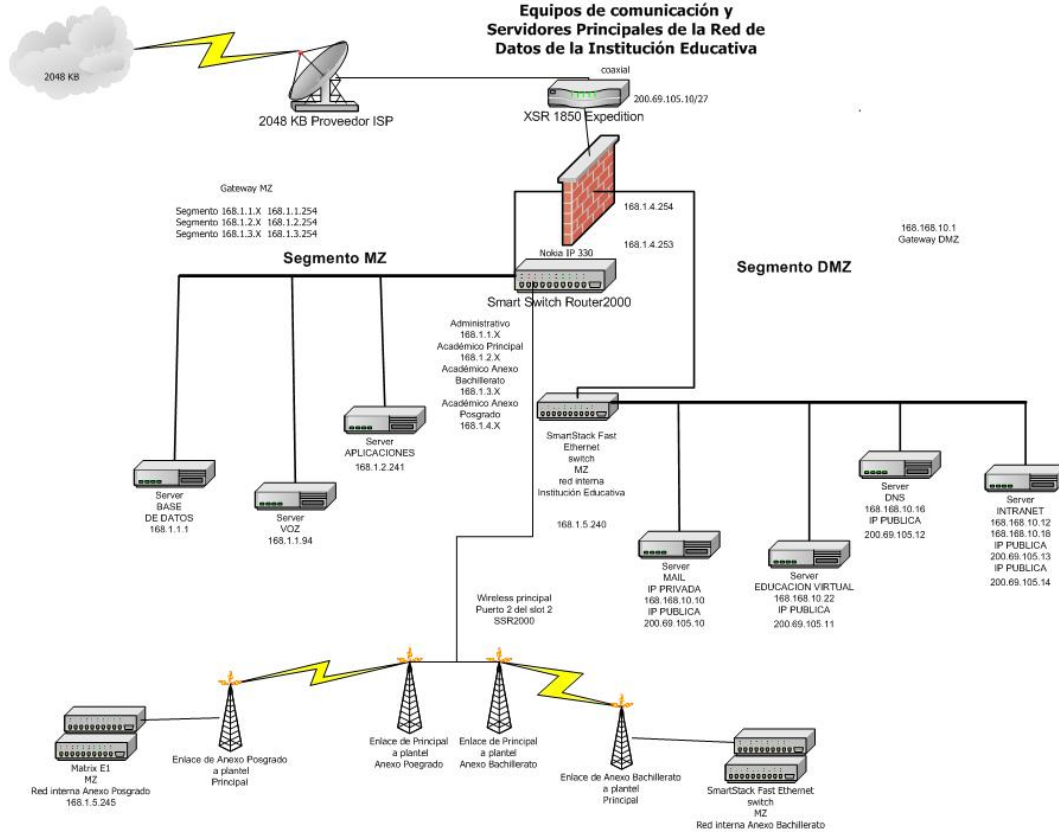 Equipos de comunicación y
Servidores Principales de la Red de
Datos de la Institución Educativa
2048 KB
coaxial
200.69.105.10/27
2048 KB Proveedor ISP
XSR 1850 Expedition
Gateway MZ
Segmento 168.1.1.X 168.1.1.254
Segmento 168.1.2.X 168.1.2.254
Segmento 168.1.3.X 168.1.3.254
168.1.4.254
168.1.4.253
168.168.10.1
Gateway DMZ
Segmento MZ
Nokia IP 330
Segmento DMZ
Smart Switch Router2000
Administrativo
168.1.1.X
Académico Principal
168.1.2.X
Académico Anexo
Bachillerato
168.1.3.X
Académico Anexo
Posgrado
168.1.4.X
Server
APLICACIONES
168.1.2.241
Server
BASE
DE DATOS
168.1.1.1
Server
VOZ
168.1.1.94
SmartStack Fast
Ethernet
switch
MZ
red interna
Institución Educativa
168.1.5.240
Server
MAIL
IP PRIVADA
168.168.10.10
IP PUBLICA
200.69.105.10
Server
EDUCACION VIRTUAL
168.168.10.22
IP PUBLICA
200.69.105.11
Server
DNS
168.168.10.16
IP PUBLICA
200.69.105.12
Server
INTRANET
168.168.10.12
168.168.10.18
IP PUBLICA
200.69.105.13
IP PUBLICA
200.69.105.14
Wireless principal
Puerto 2 del slot 2
SSR2000
Matrix E1
MZ
Red interna Anexo Posgrado
168.1.5.245
Enlace de Anexo Posgrado
a plantel
Principal
Enlace de Principal
a plantel
Anexo Poegrado
Enlace de Principal
a plantel
Anexo Bachillerato
Enlace de Anexo Bachillerato
a plantel
Principal
SmartStack Fast Ethernet
switch
MZ
Red interna Anexo Bachillerato